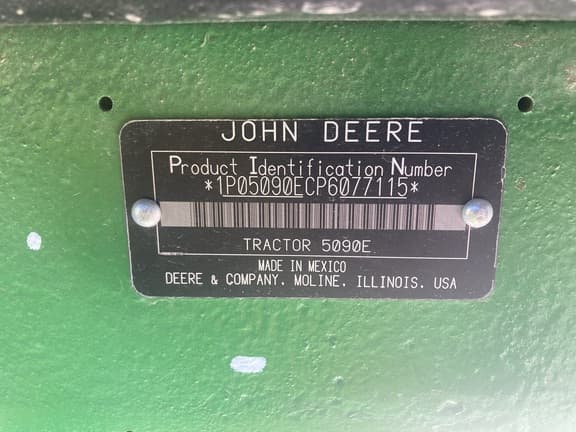 JOHN DEERE
Product Identification Number
*1P05090ECP6077115*
TRACTOR 5090E
MADE IN MEXICO
DEERE & COMPANY. MOLINE. ILLINOIS. USA